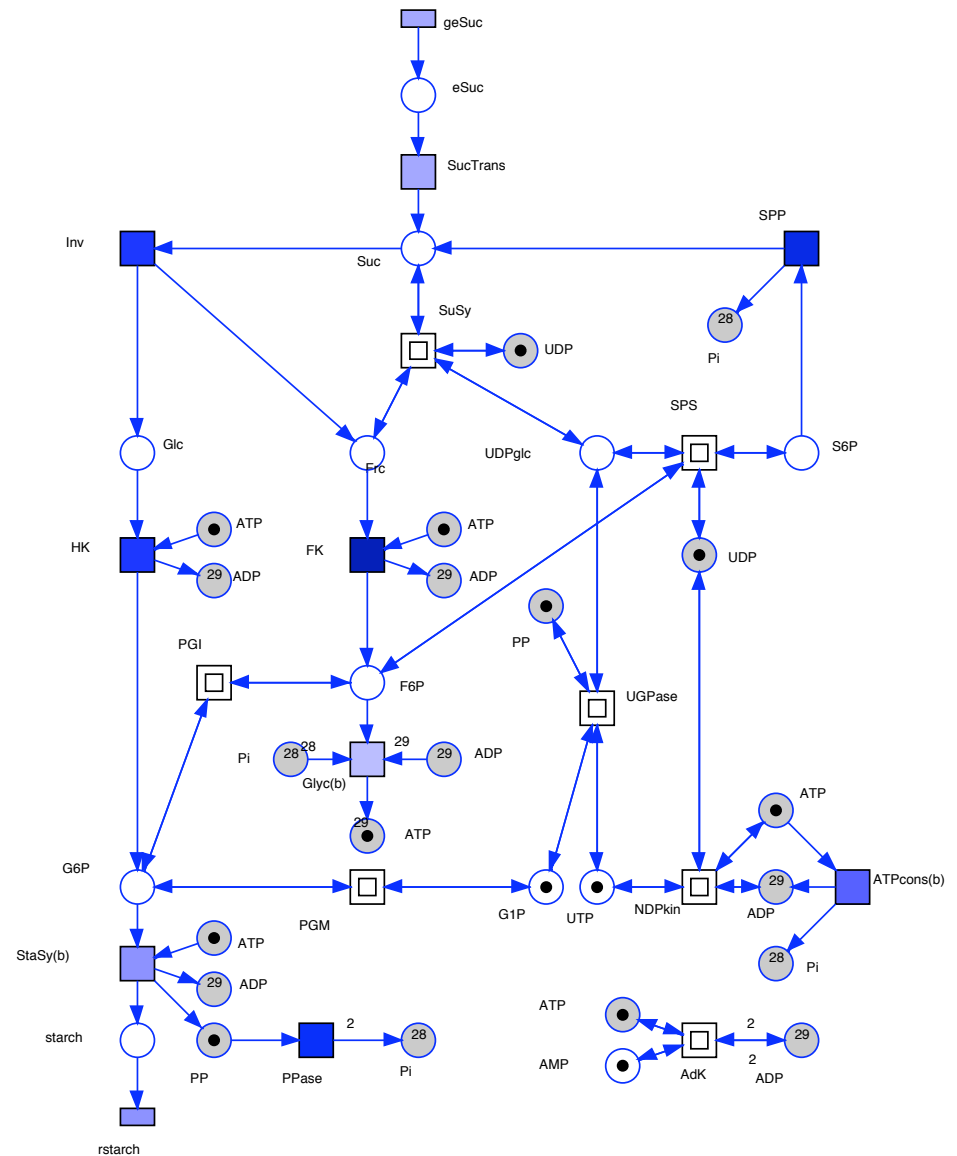 geSuc
eSuc
SucTrans
SPP
Inv
Suc
SuSy
28
UDP
Pi
SPS
Glc
UDPglc
S6P
Frc
ATP
ATP
HK
FK
UDP
29
ADP
29
ADP
PP
PGI
F6P
UGPase
29
28
Pi
28
29
ADP
Glyc(b)
ATP
29
ATP
G6P
29
ATPcons(b)
G1P
UTP
NDPkin
ADP
PGM
ATP
StaSy(b)
28
Pi
29
ADP
ATP
starch
2
28
2
29
2
AMP
Pi
PP
PPase
AdK
ADP
rstarch